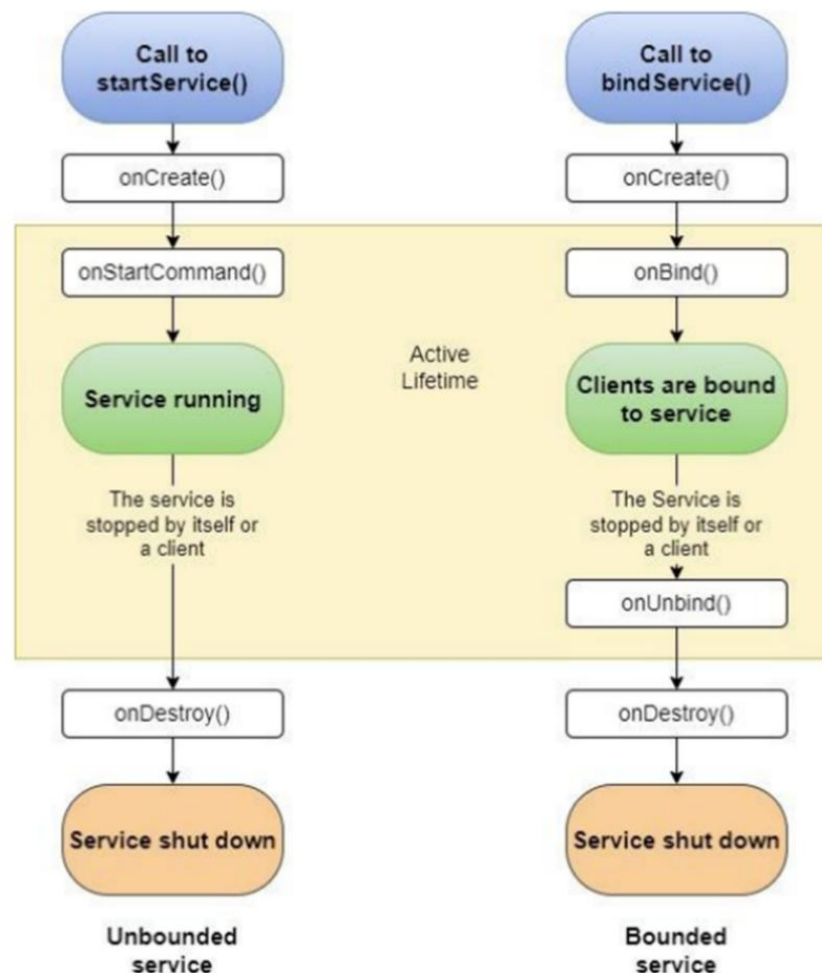 Call to
startService()
onCreate()
onStartCommand()
Service running
The service is
stopped by itself or
a client
onDestroy()
Service shut down
Unbounded
service
Active
Lifetime
Call to
bindService()
onCreate()
onBind()
Clients are bound
to service
The Service is
stopped by itself or
a client
onUnbind()
onDestroy()
Service shut down
Bounded
service